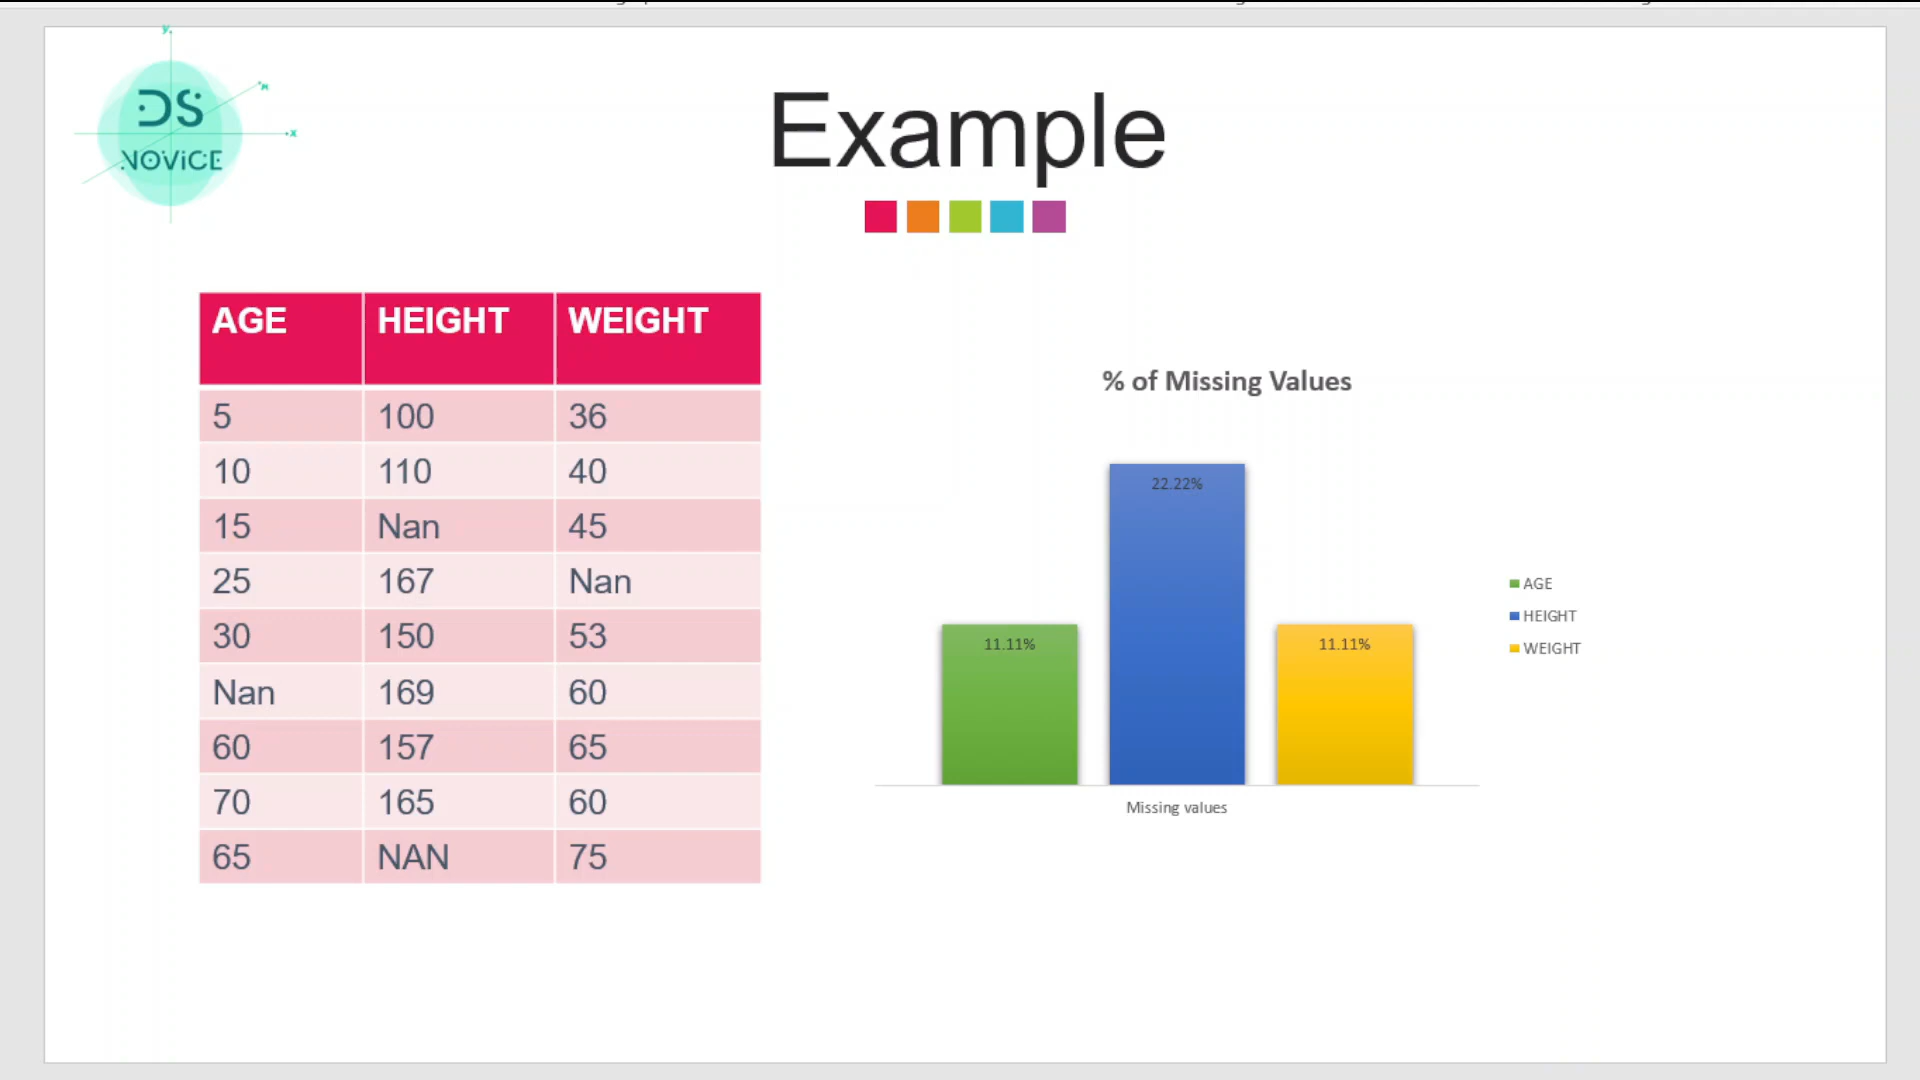 y
DS
NOViCE
x
Example
AGE HEIGHT WEIGHT
5 100 36
10 110 40
15 Nan 45
25 167 Nan
30 150 53
Nan 169 60
60 157 65
70 165 60
65 NAN 75
% of Missing Values
22.22%
11.11% 11.11%
Missing values
AGE
HEIGHT
WEIGHT